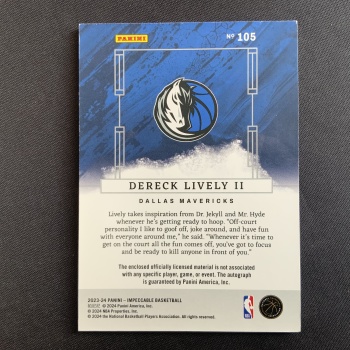 PANINI
Nº 105
DERECK LIVELY II
DALLAS MAVERICKS
Lively takes inspiration from Dr. Jekyll and Mr. Hyde
whenever he's getting ready to hoop. "Off-court
personality I like to goof off, joke around, and have
fun with everyone around me," he said. "Whenever it's time to
get on the court all the fun comes off, you've got to focus
and be ready to kill anyone in front of you."
The enclosed officially licensed material is not associated
with any specific player, game, or event. The autograph
is guaranteed by Panini America, Inc.
2023-24 PANINI – IMPECCABLE BASKETBALL
© 2024 Panini America, Inc.
© 2024 NBA Properties, Inc.
© 2024 the National Basketball Players Association. All rights reserved.